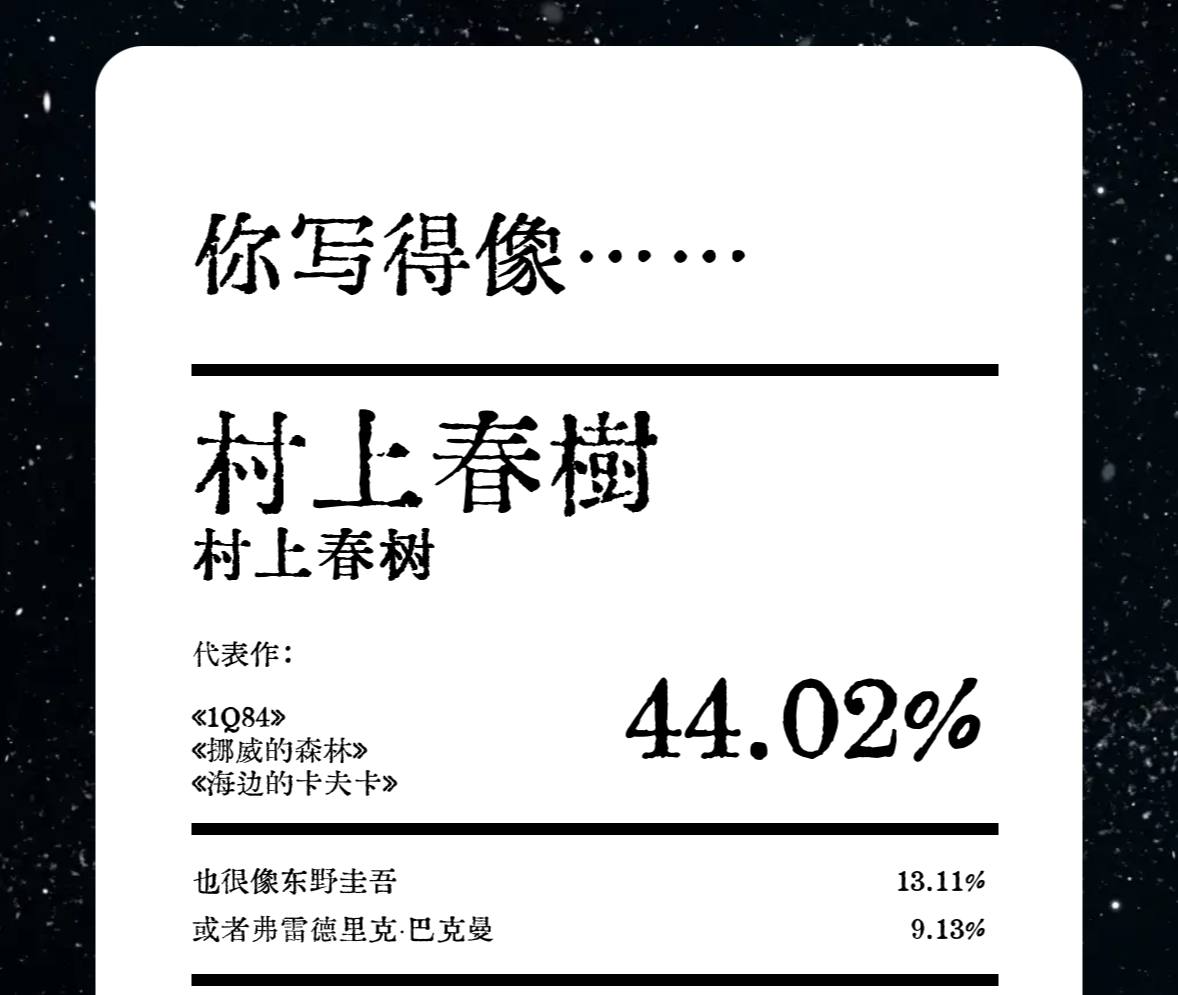 你写得像……
村上春樹
村上春树
代表作：
《1Q84》
《挪威的森林》
《海边的卡夫卡》
44.02%
也很像东野圭吾 13.11%
或者弗雷德里克·巴克曼 9.13%